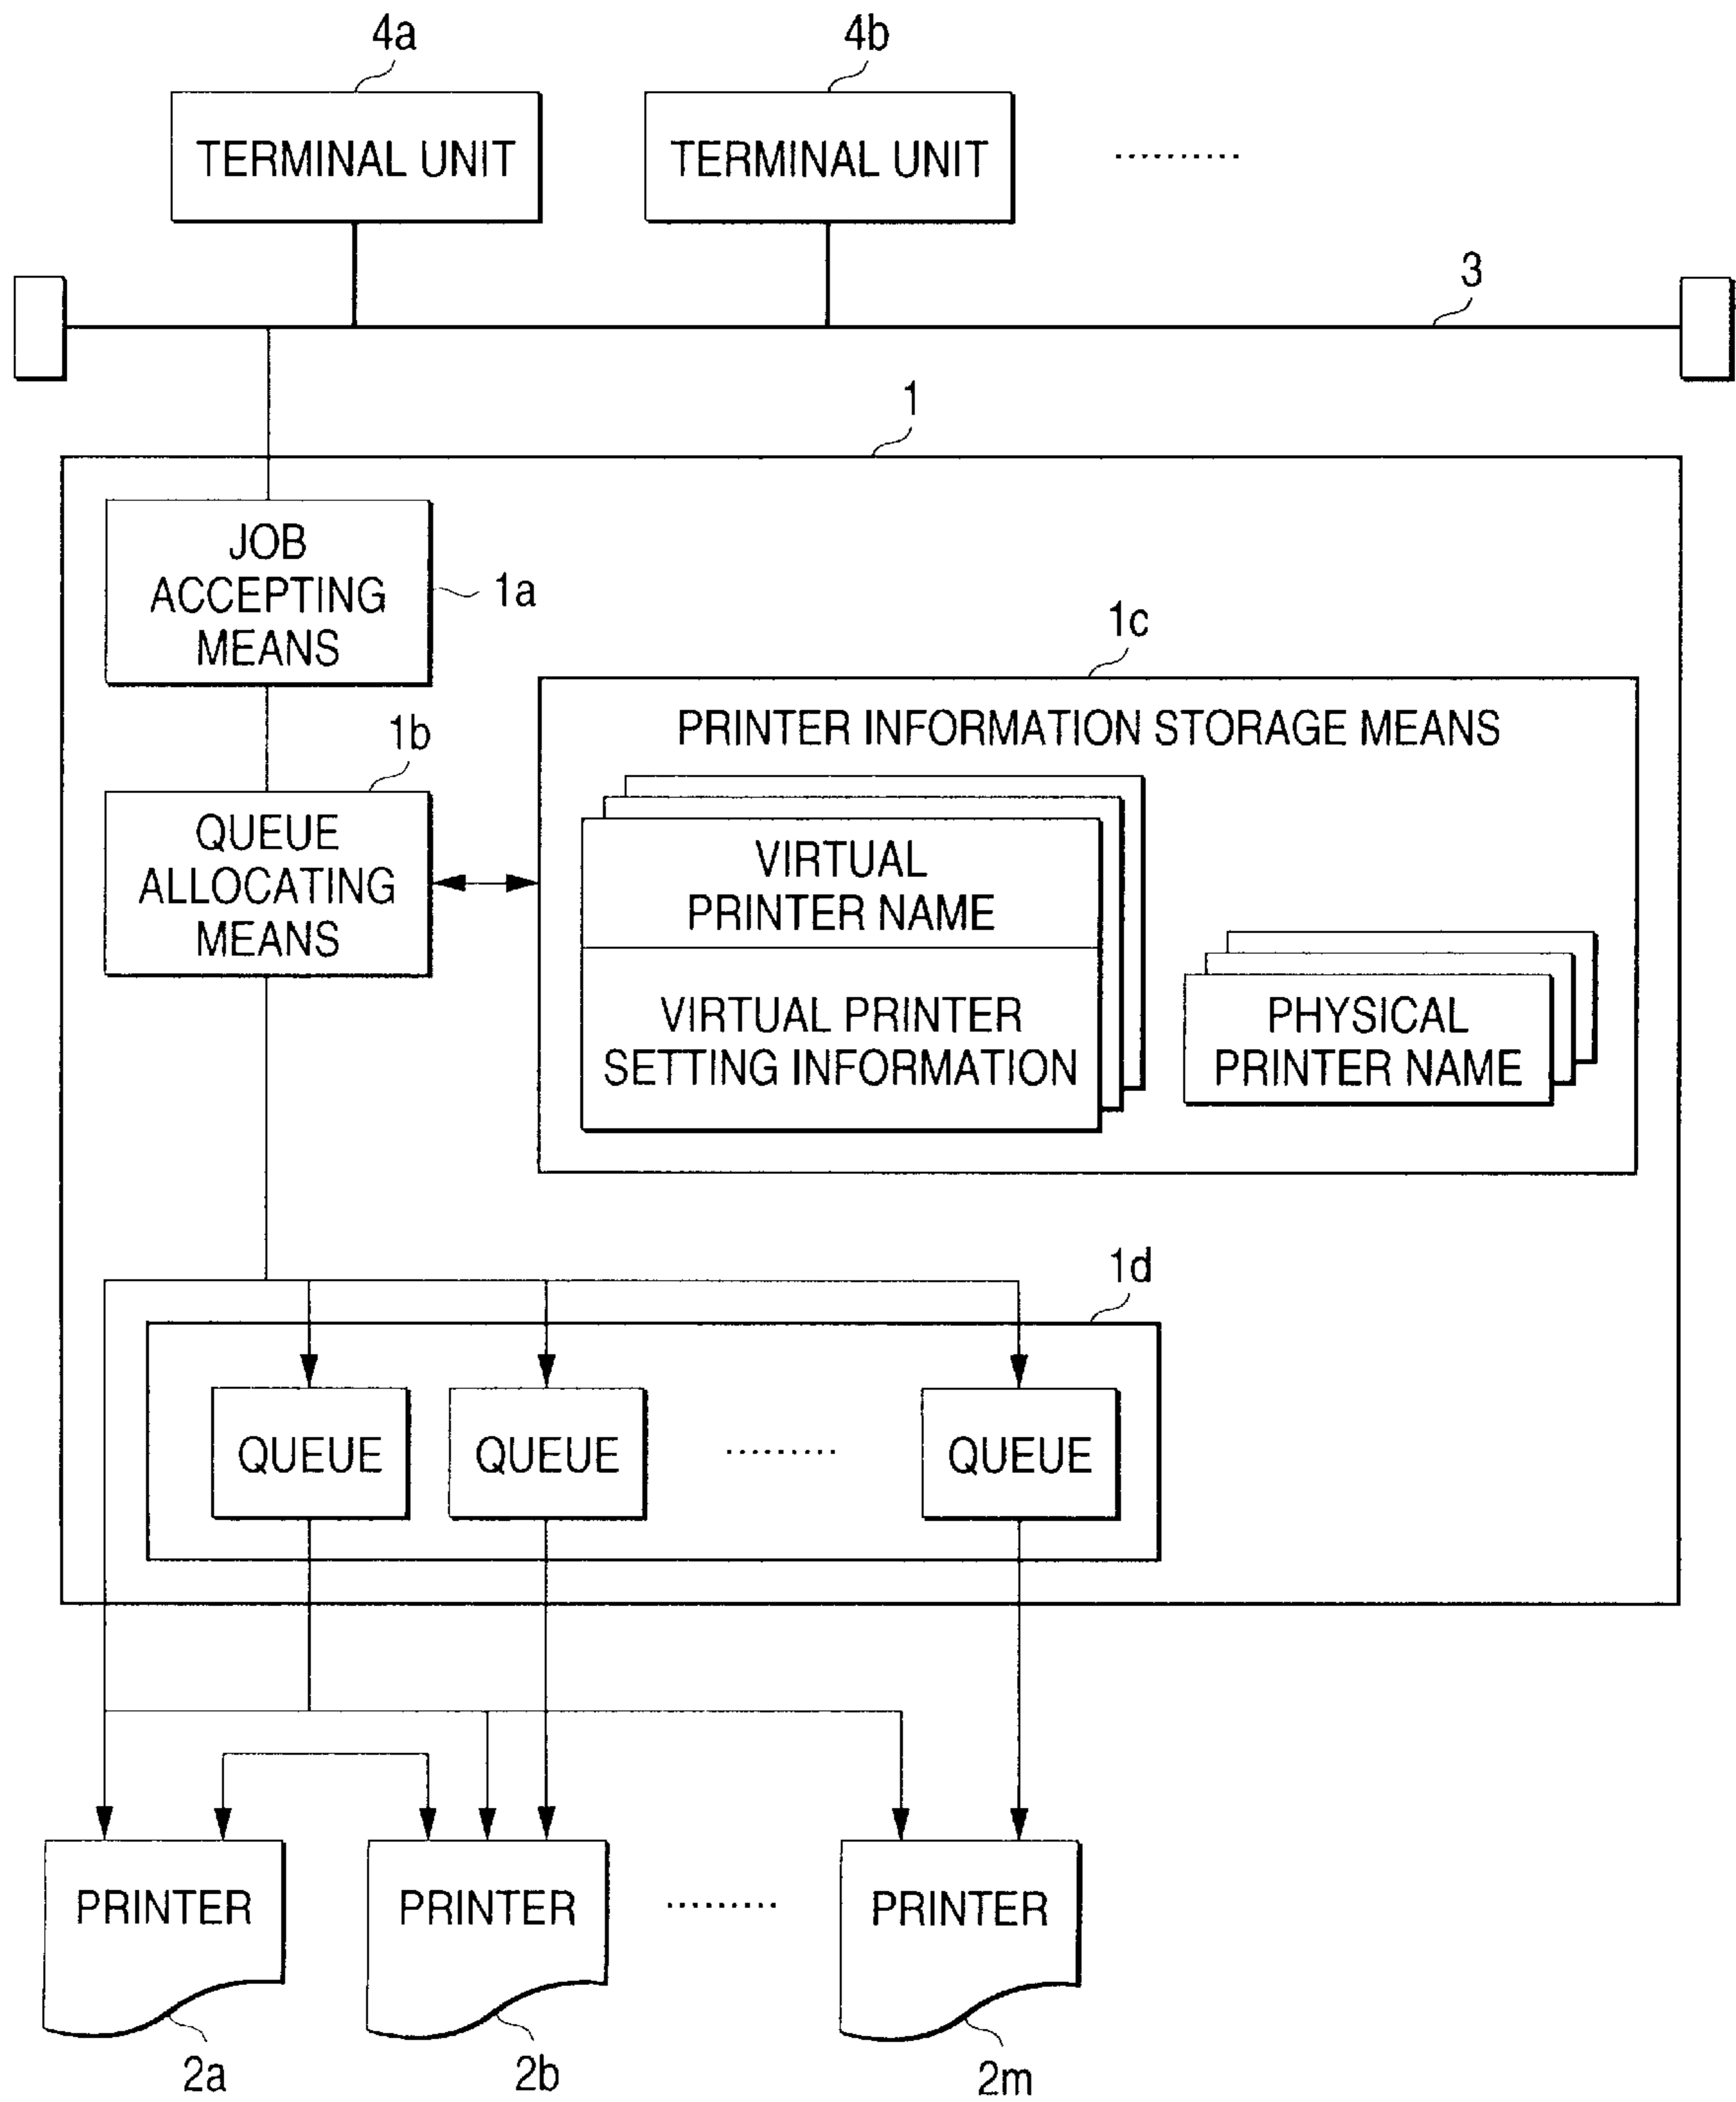 4a
4b
TERMINAL UNIT
TERMINAL UNIT
..........
3
1
JOB
ACCEPTING
MEANS
1a
1c
PRINTER INFORMATION STORAGE MEANS
1b
QUEUE
ALLOCATING
MEANS
VIRTUAL
PRINTER NAME
VIRTUAL PRINTER
SETTING INFORMATION
PHYSICAL
PRINTER NAME
1d
QUEUE
QUEUE
.........
QUEUE
PRINTER
PRINTER
.........
PRINTER
2a
2b
2m